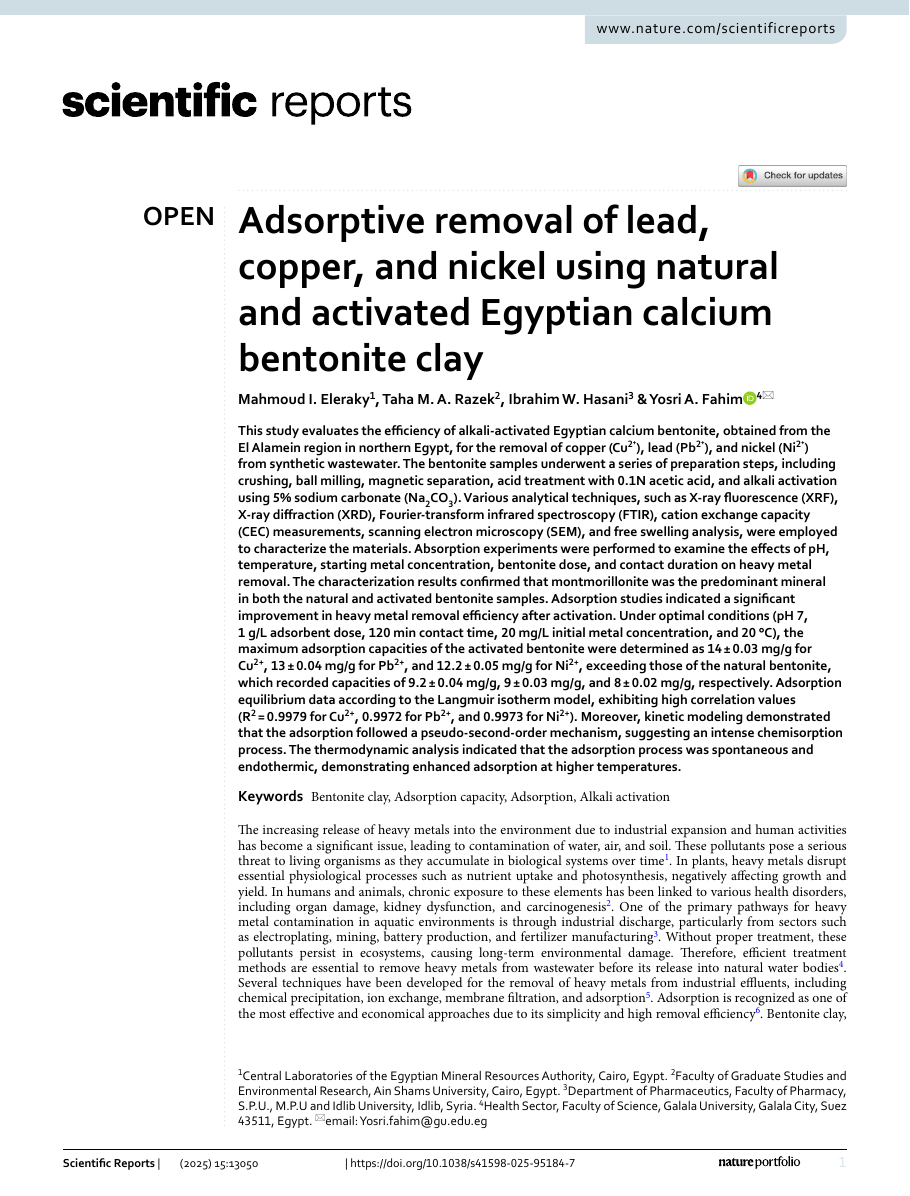 www.nature.com/scientificreports
scientific reports
Check for updates
OPEN
Adsorptive removal of lead,
copper, and nickel using natural
and activated Egyptian calcium
bentonite clay
Mahmoud I. Eleraky1, Taha M. A. Razek2, Ibrahim W. Hasani3 & Yosri A. Fahim iD 4✉
This study evaluates the efficiency of alkali-activated Egyptian calcium bentonite, obtained from the
El Alamein region in northern Egypt, for the removal of copper (Cu2+), lead (Pb2+), and nickel (Ni2+)
from synthetic wastewater. The bentonite samples underwent a series of preparation steps, including
crushing, ball milling, magnetic separation, acid treatment with 0.1N acetic acid, and alkali activation
using 5% sodium carbonate (Na2CO3). Various analytical techniques, such as X-ray fluorescence (XRF),
X-ray diffraction (XRD), Fourier-transform infrared spectroscopy (FTIR), cation exchange capacity
(CEC) measurements, scanning electron microscopy (SEM), and free swelling analysis, were employed
to characterize the materials. Absorption experiments were performed to examine the effects of pH,
temperature, starting metal concentration, bentonite dose, and contact duration on heavy metal
removal. The characterization results confirmed that montmorillonite was the predominant mineral
in both the natural and activated bentonite samples. Adsorption studies indicated a significant
improvement in heavy metal removal efficiency after activation. Under optimal conditions (pH 7,
1 g/L adsorbent dose, 120 min contact time, 20 mg/L initial metal concentration, and 20 °C), the
maximum adsorption capacities of the activated bentonite were determined as 14 ± 0.03 mg/g for
Cu2+, 13 ± 0.04 mg/g for Pb2+, and 12.2 ± 0.05 mg/g for Ni2+, exceeding those of the natural bentonite,
which recorded capacities of 9.2 ± 0.04 mg/g, 9 ± 0.03 mg/g, and 8 ± 0.02 mg/g, respectively. Adsorption
equilibrium data according to the Langmuir isotherm model, exhibiting high correlation values
(R2 = 0.9979 for Cu2+, 0.9972 for Pb2+, and 0.9973 for Ni2+). Moreover, kinetic modeling demonstrated
that the adsorption followed a pseudo-second-order mechanism, suggesting an intense chemisorption
process. The thermodynamic analysis indicated that the adsorption process was spontaneous and
endothermic, demonstrating enhanced adsorption at higher temperatures.
Keywords Bentonite clay, Adsorption capacity, Adsorption, Alkali activation
The increasing release of heavy metals into the environment due to industrial expansion and human activities
has become a significant issue, leading to contamination of water, air, and soil. These pollutants pose a serious
threat to living organisms as they accumulate in biological systems over time1. In plants, heavy metals disrupt
essential physiological processes such as nutrient uptake and photosynthesis, negatively affecting growth and
yield. In humans and animals, chronic exposure to these elements has been linked to various health disorders,
including organ damage, kidney dysfunction, and carcinogenesis2. One of the primary pathways for heavy
metal contamination in aquatic environments is through industrial discharge, particularly from sectors such
as electroplating, mining, battery production, and fertilizer manufacturing3. Without proper treatment, these
pollutants persist in ecosystems, causing long-term environmental damage. Therefore, efficient treatment
methods are essential to remove heavy metals from wastewater before its release into natural water bodies4.
Several techniques have been developed for the removal of heavy metals from industrial effluents, including
chemical precipitation, ion exchange, membrane filtration, and adsorption5. Adsorption is recognized as one of
the most effective and economical approaches due to its simplicity and high removal efficiency6. Bentonite clay,
1Central Laboratories of the Egyptian Mineral Resources Authority, Cairo, Egypt. 2Faculty of Graduate Studies and
Environmental Research, Ain Shams University, Cairo, Egypt. 3Department of Pharmaceutics, Faculty of Pharmacy,
S.P.U., M.P.U and Idlib University, Idlib, Syria. 4Health Sector, Faculty of Science, Galala University, Galala City, Suez
43511, Egypt. ✉email: Yosri.fahim@gu.edu.eg
Scientific Reports | (2025) 15:13050 | https://doi.org/10.1038/s41598-025-95184-7 natureportfolio 1